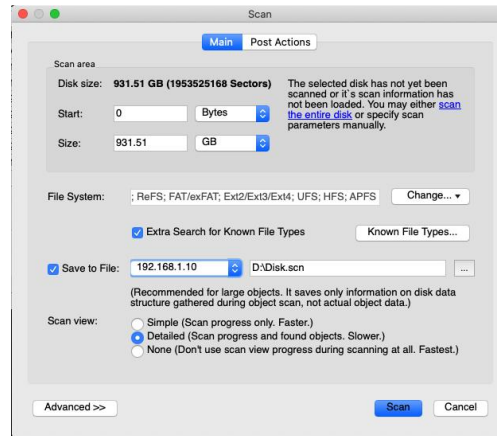 Scan
Main Post Actions
Scan area
Disk size: 931.51 GB (1953525168 Sectors)
The selected disk has not yet been
scanned or it`s scan information has
not been loaded. You may either scan
the entire disk or specify scan
parameters manually.
Start: 0 Bytes
Size: 931.51 GB
File System: ; ReFS; FAT/exFAT; Ext2/Ext3/Ext4; UFS; HFS; APFS Change...
Extra Search for Known File Types Known File Types...
Save to File: 192.168.1.10 D:\Disk.scn ...
(Recommended for large objects. It saves only information on disk data
structure gathered during object scan, not actual object data.)
Scan view: Simple (Scan progress only. Faster.)
Detailed (Scan progress and found objects. Slower.)
None (Don't use scan view progress during scanning at all. Fastest.)
Advanced >> Scan Cancel